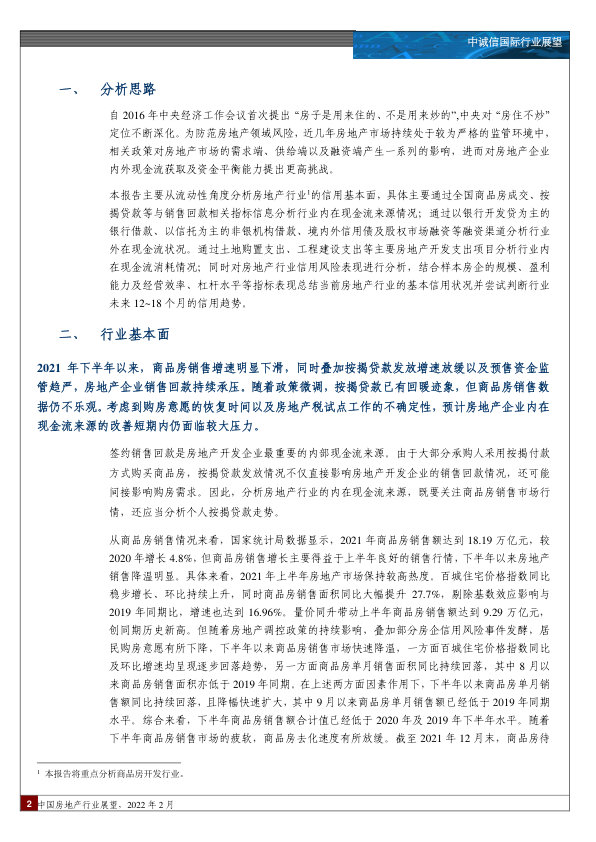 中诚信国际行业展望
一、 分析思路
自 2016 年中央经济工作会议首次提出 “房子是用来住的、不是用来炒的”,中央对 “房住不炒”
定位不断深化。为防范房地产领域风险，近几年房地产市场持续处于较为严格的监管环境中，
相关政策对房地产市场的需求端、供给端以及融资端产生一系列的影响，进而对房地产企业
内外现金流获取及资金平衡能力提出更高挑战。
本报告主要从流动性角度分析房地产行业1的信用基本面，具体主要通过全国商品房成交、按
揭贷款等与销售回款相关指标信息分析行业内在现金流来源情况；通过以银行开发贷为主的
银行借款、以信托为主的非银机构借款、境内外信用债及股权市场融资等融资渠道分析行业
外在现金流状况。通过土地购置支出、工程建设支出等主要房地产开发支出项目分析行业内
在现金流消耗情况；同时对房地产行业信用风险表现进行分析，结合样本房企的规模、盈利
能力及经营效率、杠杆水平等指标表现总结当前房地产行业的基本信用状况并尝试判断行业
未来 12~18 个月的信用趋势。
二、 行业基本面
2021 年下半年以来，商品房销售增速明显下滑，同时叠加按揭贷款发放增速放缓以及预售资金监
管趋严，房地产企业销售回款持续承压。随着政策微调，按揭贷款已有回暖迹象，但商品房销售数
据仍不乐观。考虑到购房意愿的恢复时间以及房地产税试点工作的不确定性，预计房地产企业内在
现金流来源的改善短期内仍面临较大压力。
签约销售回款是房地产开发企业最重要的内部现金流来源。由于大部分承购人采用按揭付款
方式购买商品房，按揭贷款发放情况不仅直接影响房地产开发企业的销售回款情况，还可能
间接影响购房需求。因此，分析房地产行业的内在现金流来源，既要关注商品房销售市场行
情，还应当分析个人按揭贷款走势。
从商品房销售情况来看，国家统计局数据显示，2021 年商品房销售额达到 18.19 万亿元，较
2020 年增长 4.8%，但商品房销售增长主要得益于上半年良好的销售行情，下半年以来房地产
销售降温明显。具体来看，2021 年上半年房地产市场保持较高热度。百城住宅价格指数同比
稳步增长、环比持续上升，同时商品房销售面积同比大幅提升 27.7%，剔除基数效应影响与
2019 年同期比，增速也达到 16.96%。量价同升带动上半年商品房销售额达到 9.29 万亿元，
创同期历史新高。但随着房地产调控政策的持续影响，叠加部分房企信用风险事件发酵，居
民购房意愿有所下降，下半年以来商品房销售市场快速降温，一方面百城住宅价格指数同比
及环比增速均呈现逐步回落趋势，另一方面商品房单月销售面积同比持续回落，其中 8 月以
来商品房销售面积亦低于 2019 年同期。在上述两方面因素作用下，下半年以来商品房单月销
售额同比持续回落，且降幅快速扩大，其中 9 月以来商品房单月销售额已经低于 2019 年同期
水平。综合来看，下半年商品房销售额合计值已经低于 2020 年及 2019 年下半年水平。随着
下半年商品房销售市场的疲软，商品房去化速度有所放缓。截至 2021 年 12 月末，商品房待
1 本报告将重点分析商品房开发行业。
2 中国房地产行业展望，2022 年 2 月